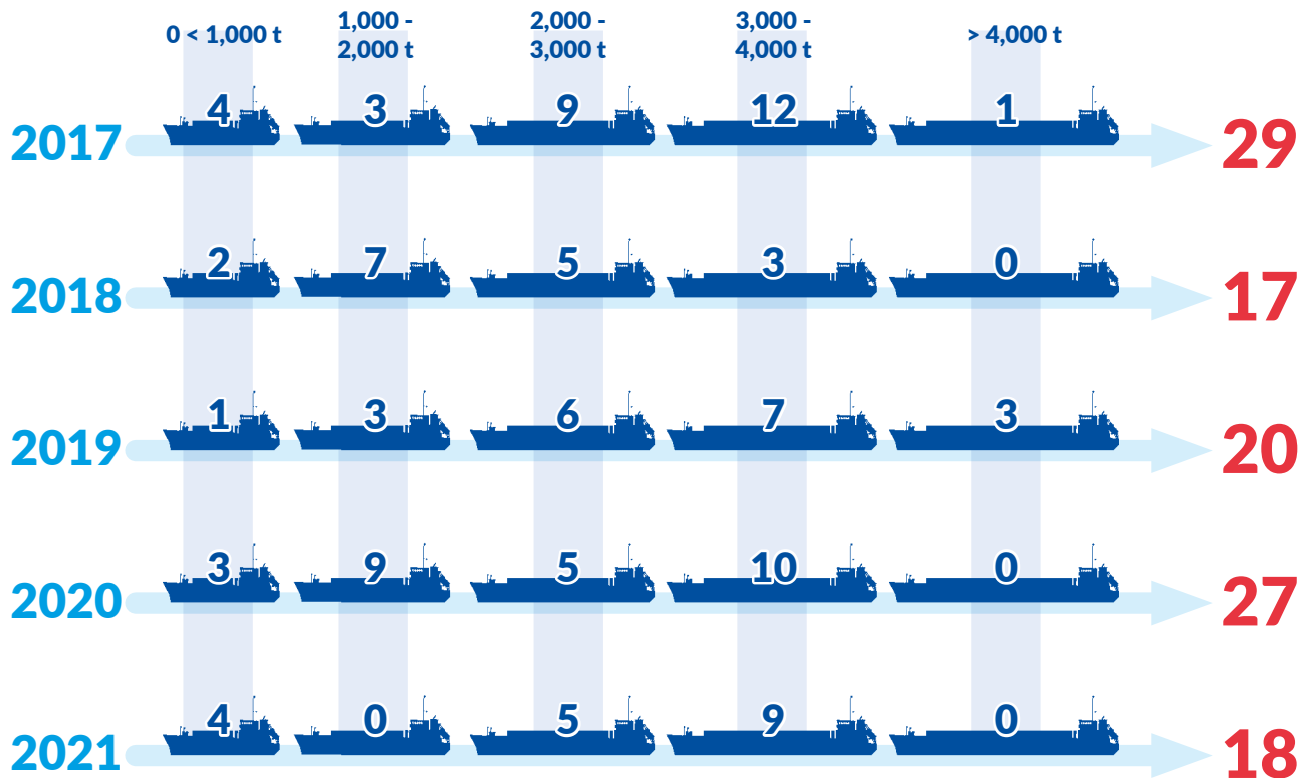 0 < 1,000 t
1,000 -
2,000 t
2,000 -
3,000 t
3,000 -
4,000 t
> 4,000 t
2017 4 3 9 12 1 29
2018 2 7 5 3 0 17
2019 1 3 6 7 3 20
2020 3 9 5 10 0 27
2021 4 0 5 9 0 18